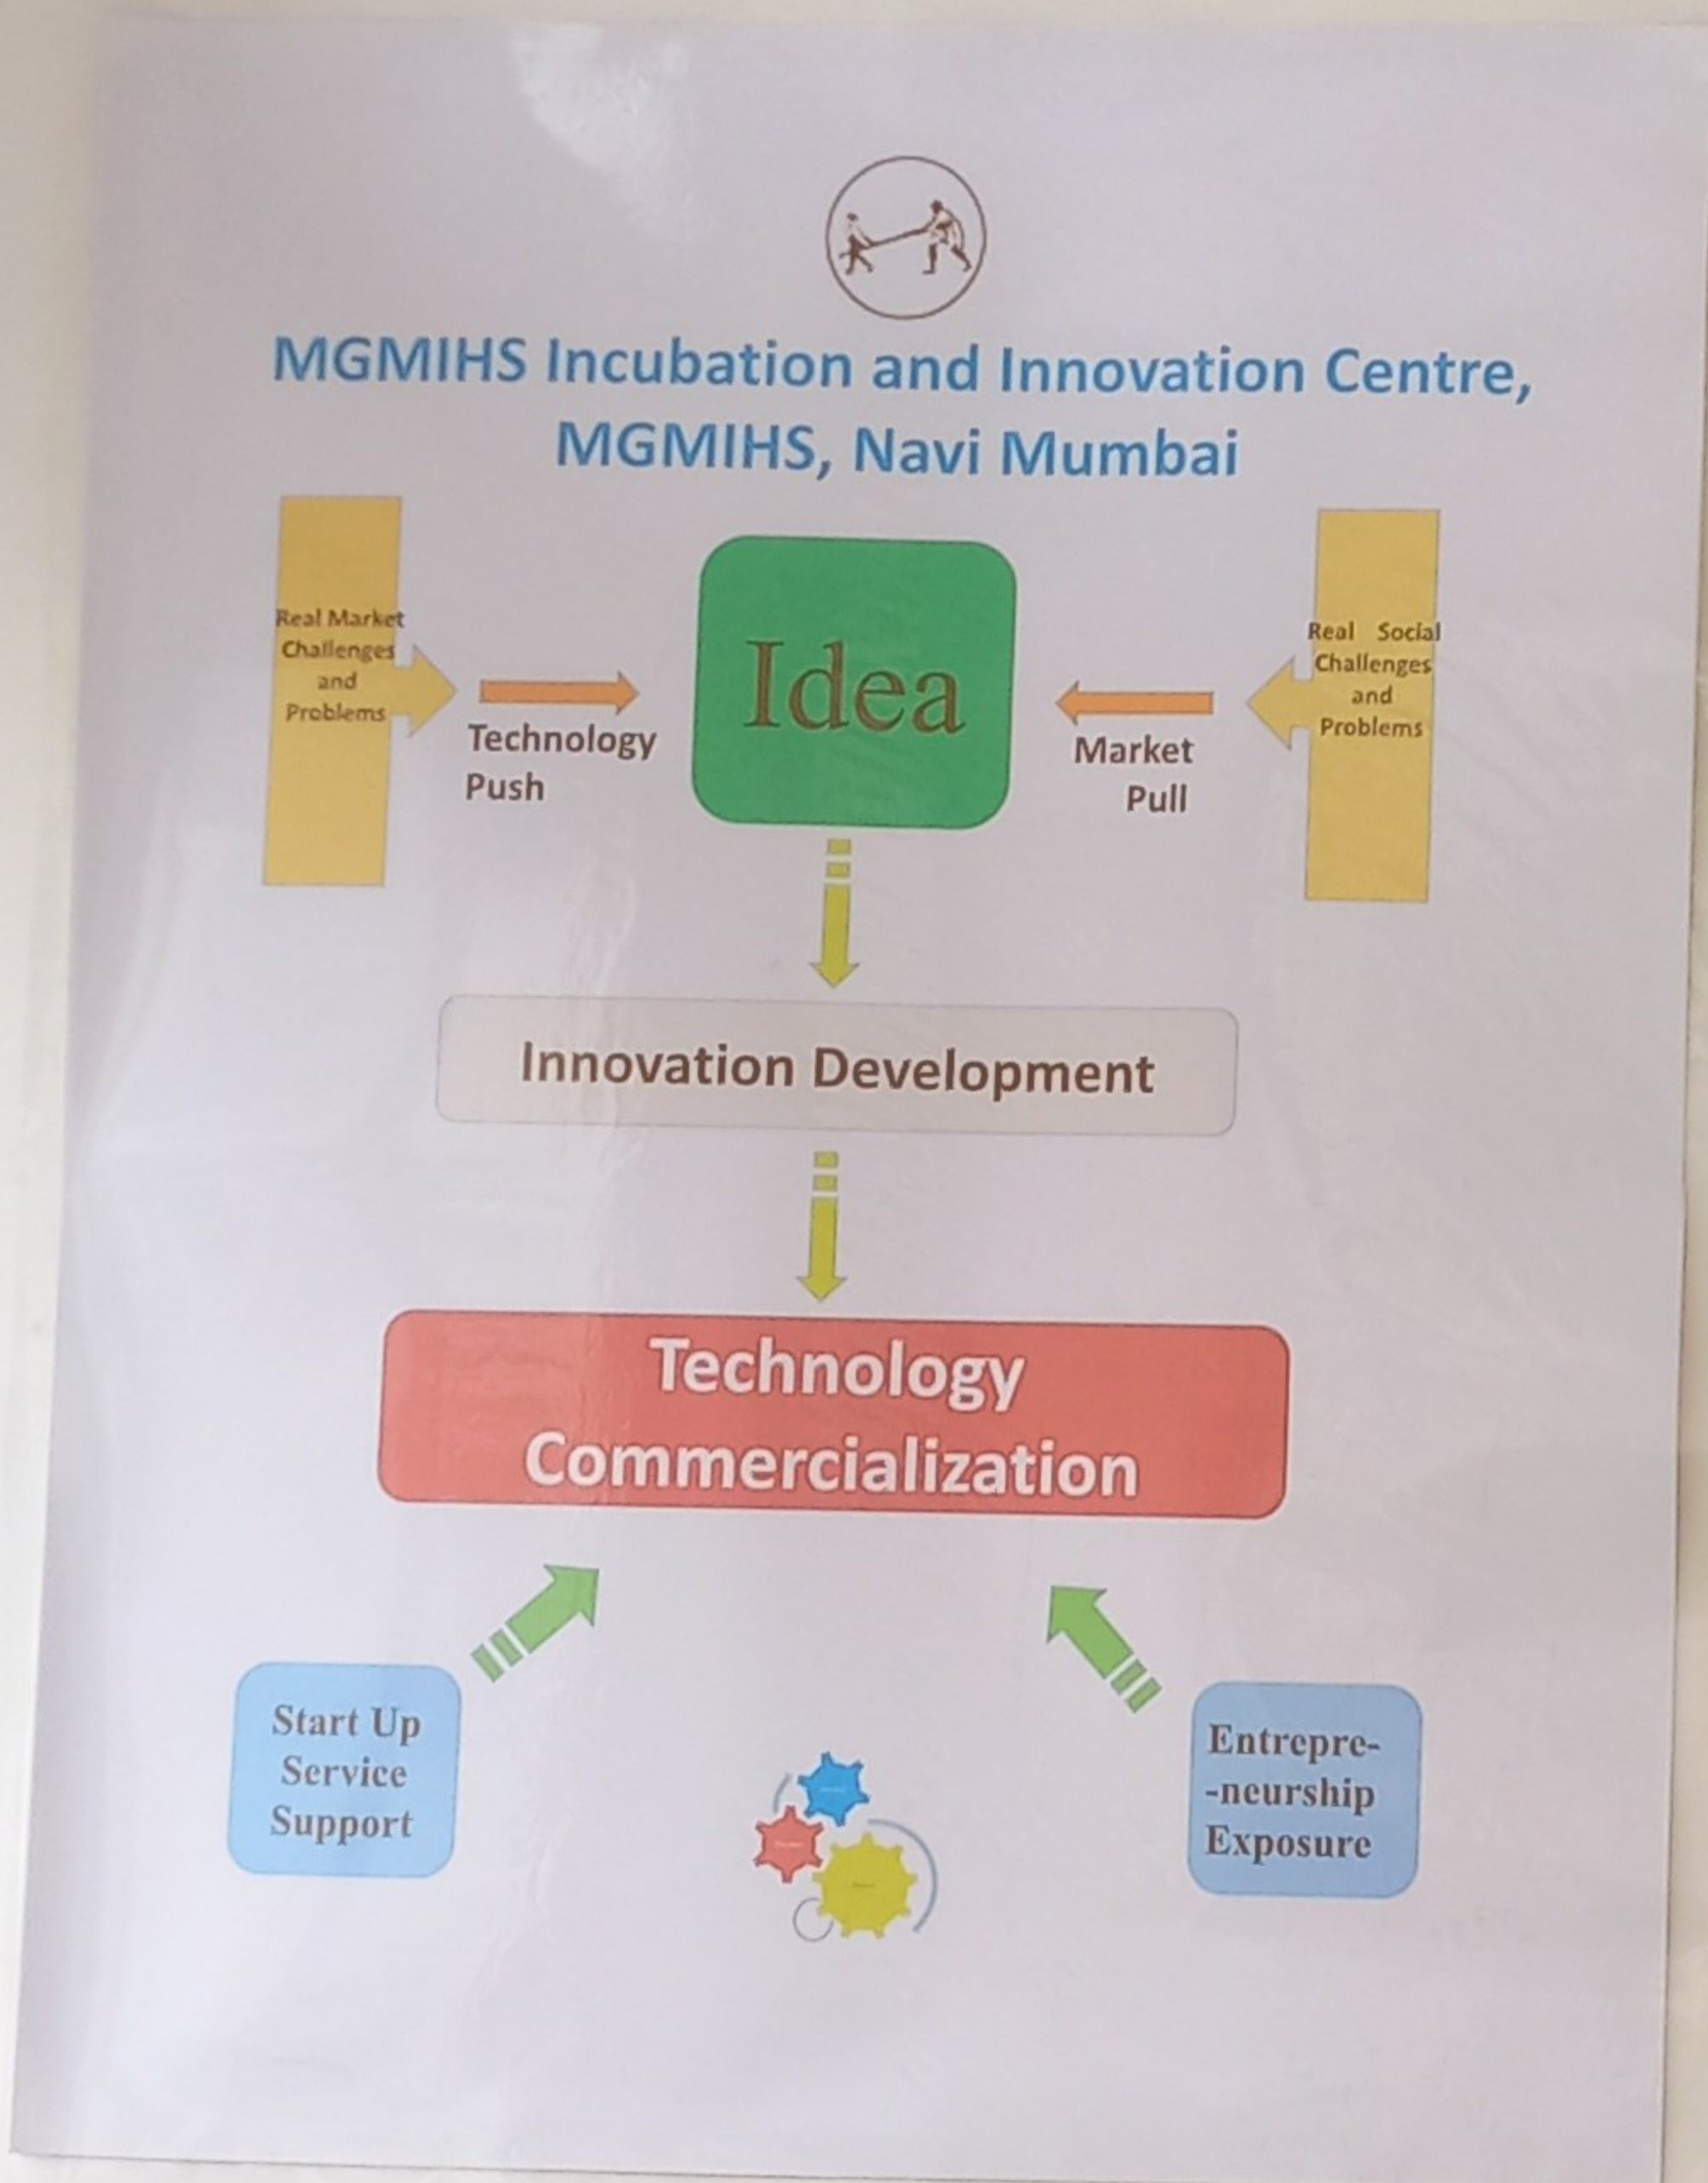 MGMIHS Incubation and Innovation Centre,
MGMIHS, Navi Mumbai
Real Market
Challenges
and
Problems
Technology
Push
Idea
Market
Pull
Real Social
Challenges
and
Problems
Innovation Development
Technology
Commercialization
Start Up
Service
Support
Entrepre-
-neurship
Exposure